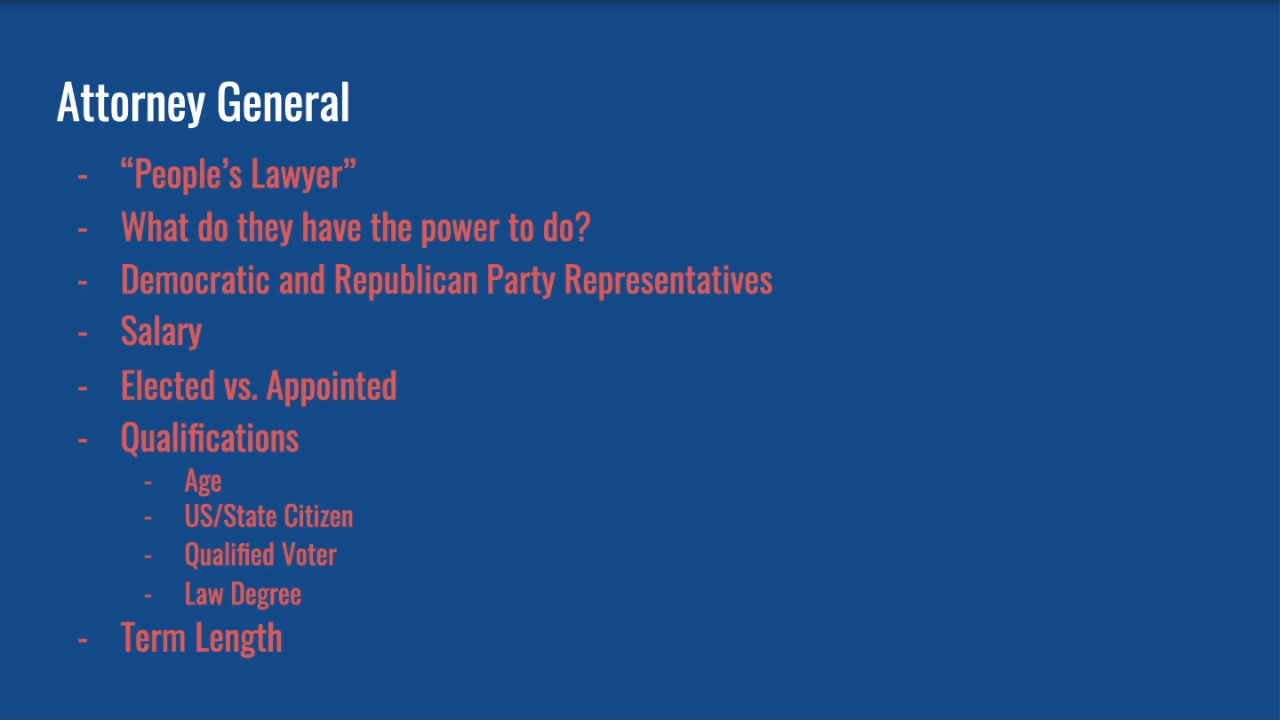 Attorney General
- “People’s Lawyer”
- What do they have the power to do?
- Democratic and Republican Party Representatives
- Salary
- Elected vs. Appointed
- Qualifications
- Age
- US/State Citizen
- Qualified Voter
- Law Degree
- Term Length